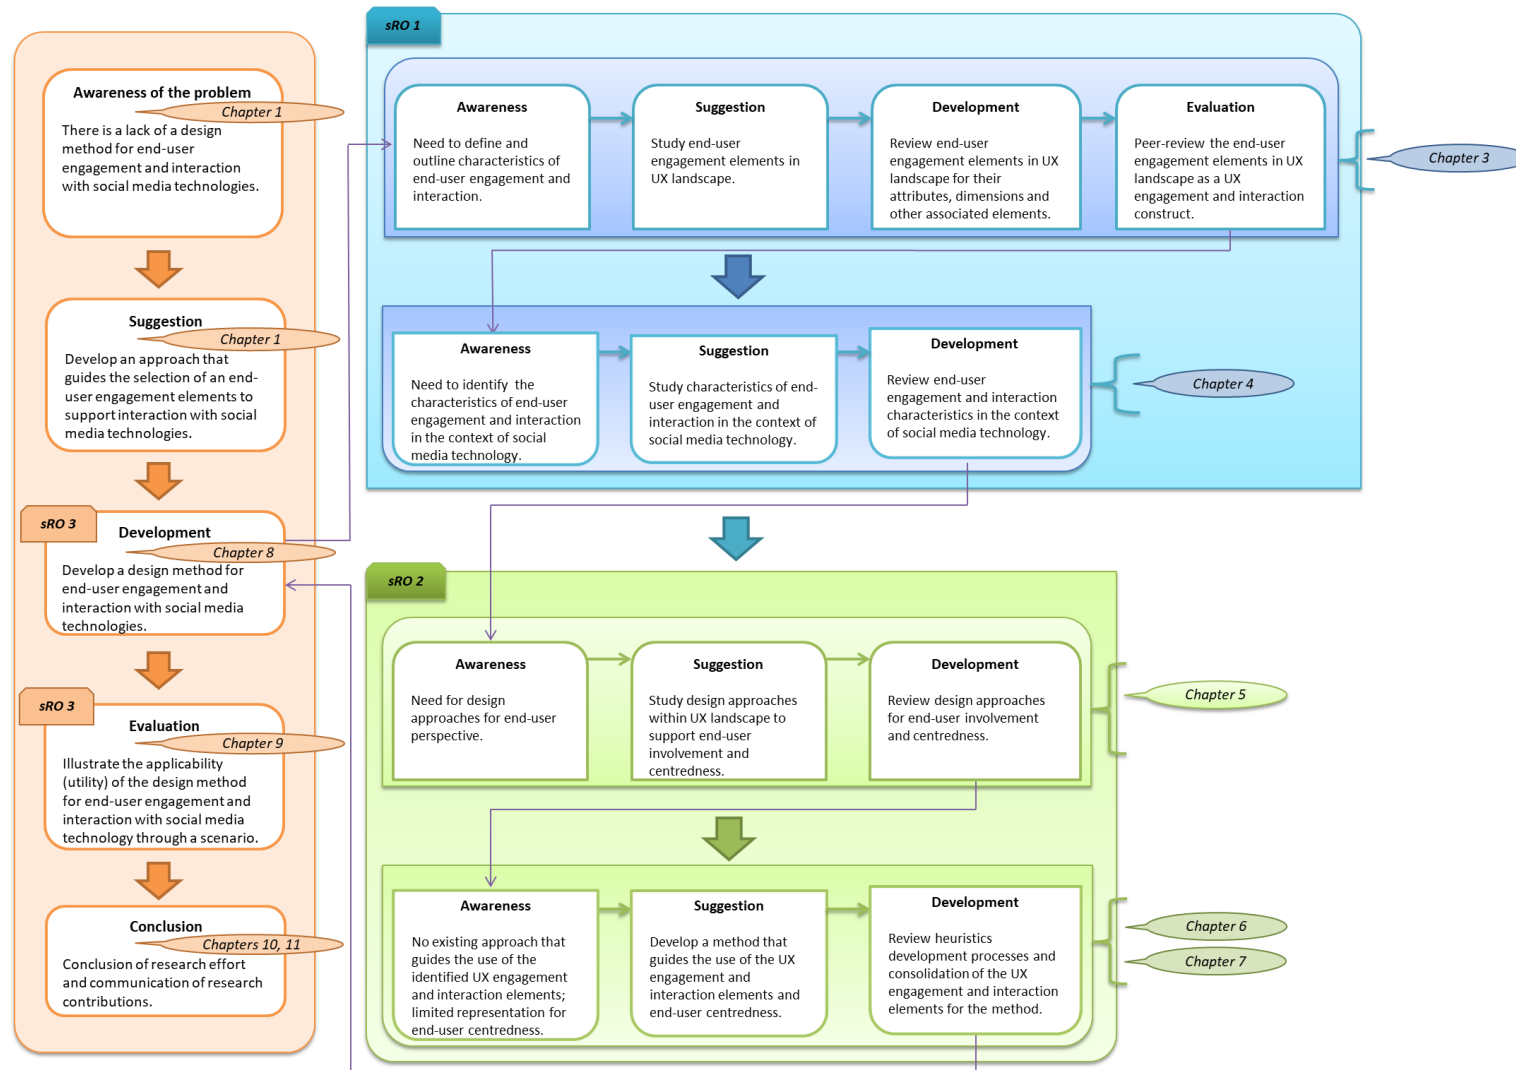 Awareness of the problem
Chapter 1
There is a lack of a design
method for end-user
engagement and interaction
with social media technologies.
Suggestion
Chapter 1
Develop an approach that
guides the selection of an end-
user engagement elements to
support interaction with social
media technologies.
sRO 3
Development
Chapter 8
Develop a design method for
end-user engagement and
interaction with social media
technologies.
sRO 3
Evaluation
Chapter 9
Illustrate the applicability
(utility) of the design method
for end-user engagement and
interaction with social media
technology through a scenario.
Conclusion
Chapters 10, 11
Conclusion of research effort
and communication of research
contributions.
sRO 1
Awareness
Need to define and
outline characteristics of
end-user engagement and
interaction.
Suggestion
Study end-user
engagement elements in
UX landscape.
Development
Review end-user
engagement elements in UX
landscape for their
attributes, dimensions and
other associated elements.
Evaluation
Peer-review the end-user
engagement elements in UX
landscape as a UX
engagement and interaction
construct.
Chapter 3
Awareness
Need to identify the
characteristics of end-user
engagement and interaction
in the context of social
media technology.
Suggestion
Study characteristics of end-
user engagement and
interaction in the context of
social media technology.
Development
Review end-user
engagement and interaction
characteristics in the context
of social media technology.
Chapter 4
sRO 2
Awareness
Need for design
approaches for end-user
perspective.
Suggestion
Study design approaches
within UX landscape to
support end-user
involvement and
centredness.
Development
Review design approaches
for end-user involvement
and centredness.
Chapter 5
Awareness
No existing approach that
guides the use of the
identified UX engagement
and interaction elements;
limited representation for
end-user centredness.
Suggestion
Develop a method that
guides the use of the UX
engagement and
interaction elements and
end-user centredness.
Development
Review heuristics
development processes and
consolidation of the UX
engagement and interaction
elements for the method.
Chapter 6
Chapter 7